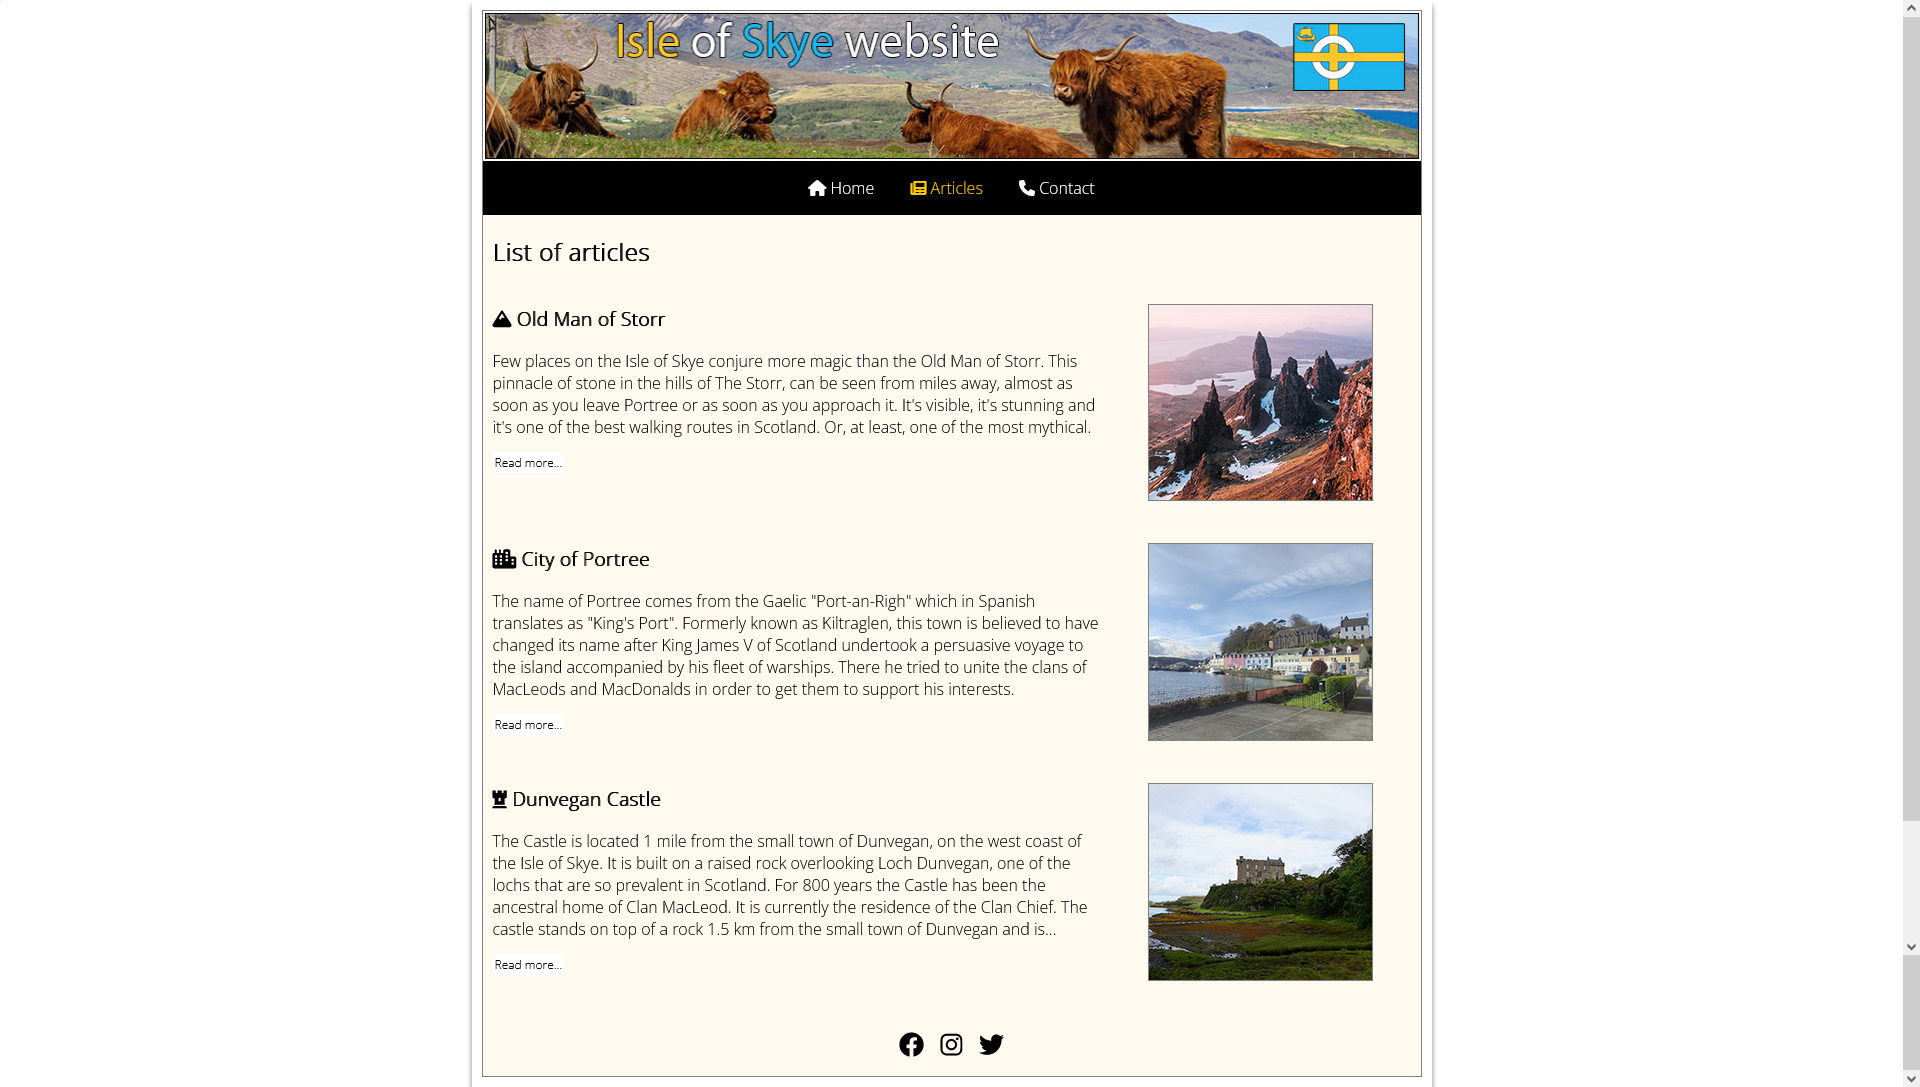 Isle of Skye website
Home Articles Contact
List of articles
Old Man of Storr
Few places on the Isle of Skye conjure more magic than the Old Man of Storr. This
pinnacle of stone in the hills of The Storr, can be seen from miles away, almost as
soon as you leave Portree or as soon as you approach it. It's visible, it's stunning and
it's one of the best walking routes in Scotland. Or, at least, one of the most mythical.
Read more...
City of Portree
The name of Portree comes from the Gaelic "Port-an-Righ" which in Spanish
translates as "King's Port". Formerly known as Kiltraglen, this town is believed to have
changed its name after King James V of Scotland undertook a persuasive voyage to
the island accompanied by his fleet of warships. There he tried to unite the clans of
MacLeods and MacDonalds in order to get them to support his interests.
Read more...
Dunvegan Castle
The Castle is located 1 mile from the small town of Dunvegan, on the west coast of
the Isle of Skye. It is built on a raised rock overlooking Loch Dunvegan, one of the
lochs that are so prevalent in Scotland. For 800 years the Castle has been the
ancestral home of Clan MacLeod. It is currently the residence of the Clan Chief. The
castle stands on top of a rock 1.5 km from the small town of Dunvegan and is...
Read more...